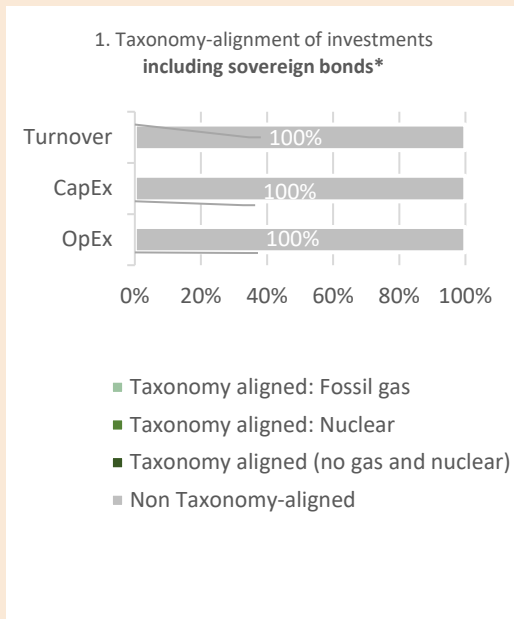 1. Taxonomy-alignment of investments
including sovereign bonds*
Turnover
100%
CapEx
100%
OpEx
100%
0% 20% 40% 60% 80% 100%
Taxonomy aligned: Fossil gas
Taxonomy aligned: Nuclear
Taxonomy aligned (no gas and nuclear)
Non Taxonomy-aligned